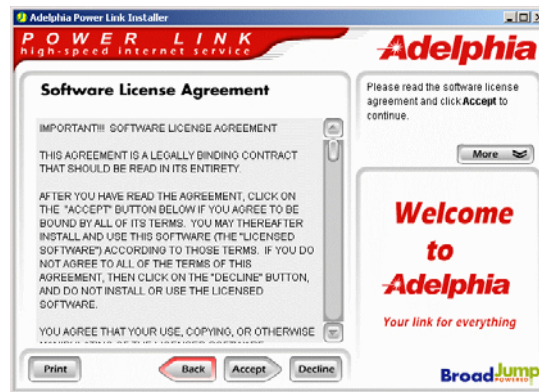 Adelphia Power Link Installer
POWER LINK
high-speed internet service
Adelphia
Software License Agreement
IMPORTANT!!! SOFTWARE LICENSE AGREEMENT
THIS AGREEMENT IS A LEGALLY BINDING CONTRACT
THAT SHOULD BE READ IN ITS ENTIRETY.
AFTER YOU HAVE READ THE AGREEMENT, CLICK ON
THE "ACCEPT" BUTTON BELOW IF YOU AGREE TO BE
BOUND BY ALL OF ITS TERMS. YOU MAY THEREAFTER
INSTALL AND USE THIS SOFTWARE (THE "LICENSED
SOFTWARE") ACCORDING TO THOSE TERMS. IF YOU DO
NOT AGREE TO ALL OF THE TERMS OF THIS
AGREEMENT, THEN CLICK ON THE "DECLINE" BUTTON,
AND DO NOT INSTALL OR USE THE LICENSED
SOFTWARE.
YOU AGREE THAT YOUR USE, COPYING, OR OTHERWISE
Print
Back
Accept
Decline
Please read the software license
agreement and click Accept to
continue.
More
Welcome
to
Adelphia
Your link for everything
BroadJump
POWERED